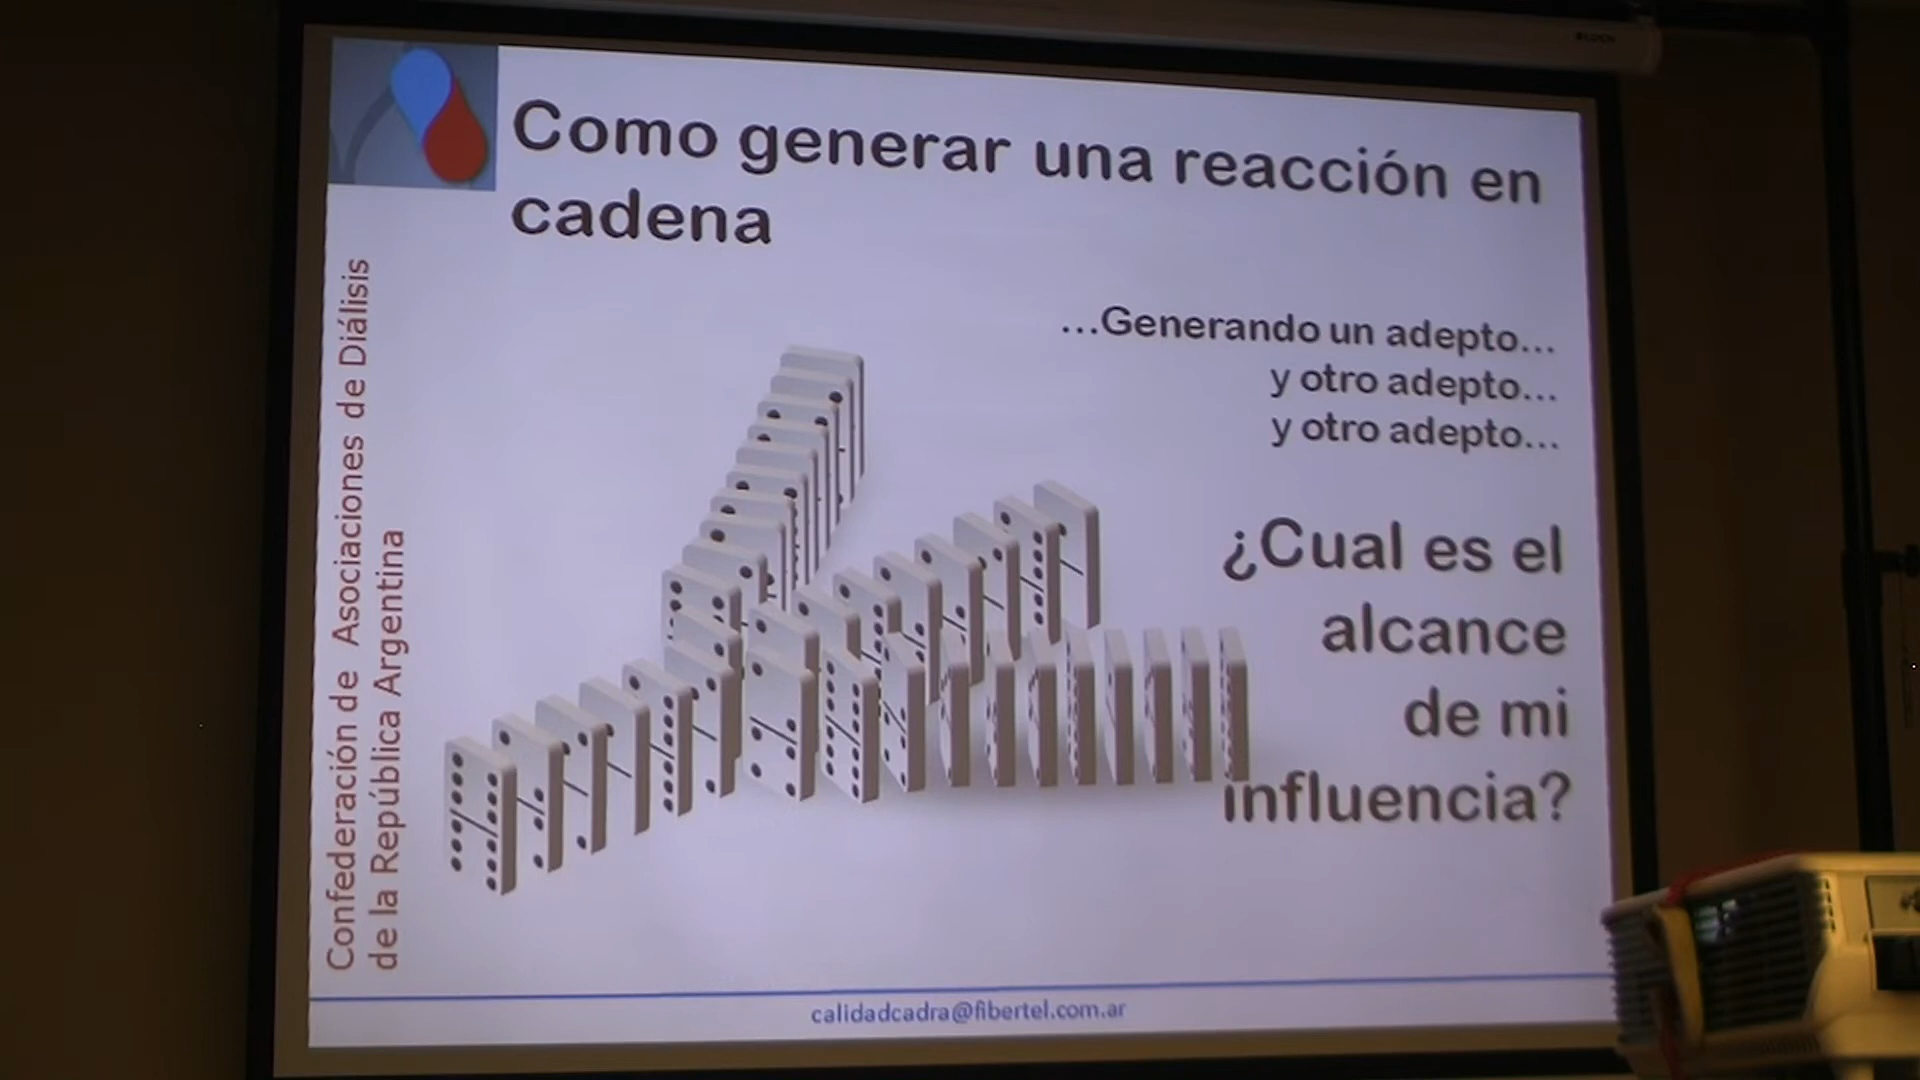 Como generar una reacción en
cadena
Confederación de Asociaciones de Diálisis
de la República Argentina
...Generando un adepto...
y otro adepto...
y otro adepto...
¿Cual es el
alcance
de mi
influencia?
calidadcadra@fibertel.com.ar